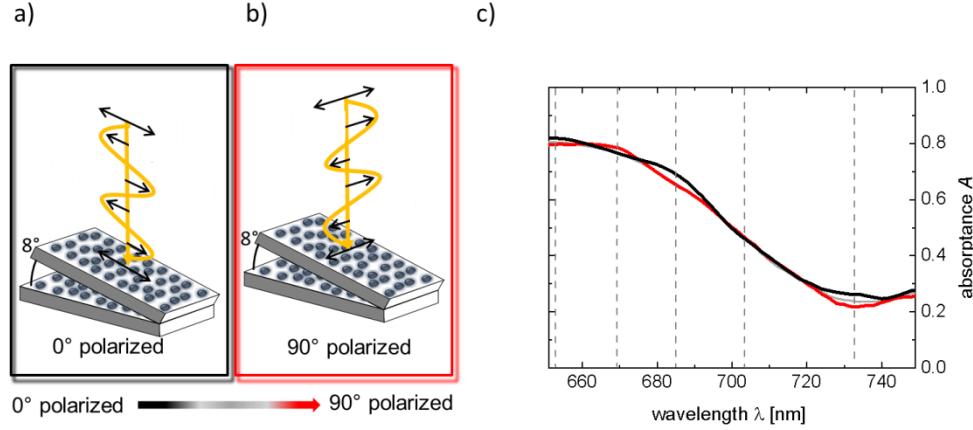 a)
b)
c)
8°
0° polarized
8°
90° polarized
0° polarized
90° polarized
1.0
0.8
0.6
0.4
0.2
0.0
absorptance A
660
680
700
720
740
wavelength λ [nm]